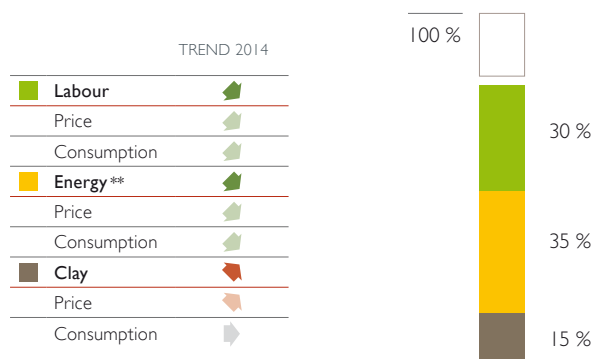 TREND 2014
Labour
Price
Consumption
Energy **
Price
Consumption
Clay
Price
Consumption
100 %
30 %
35 %
15 %